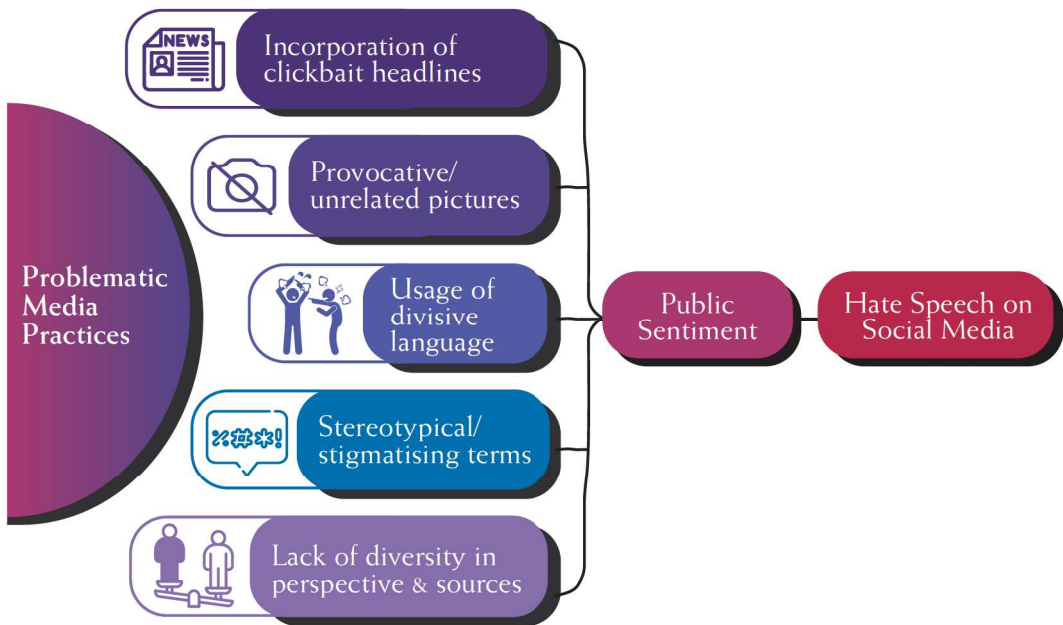 NEWS
Incorporation of
clickbait headlines
Provocative/
unrelated pictures
Problematic
Media
Practices
Usage of
divisive
language
Public
Sentiment
Hate Speech on
Social Media
%#*!
Stereotypical/
stigmatising terms
Lack of diversity in
perspective & sources